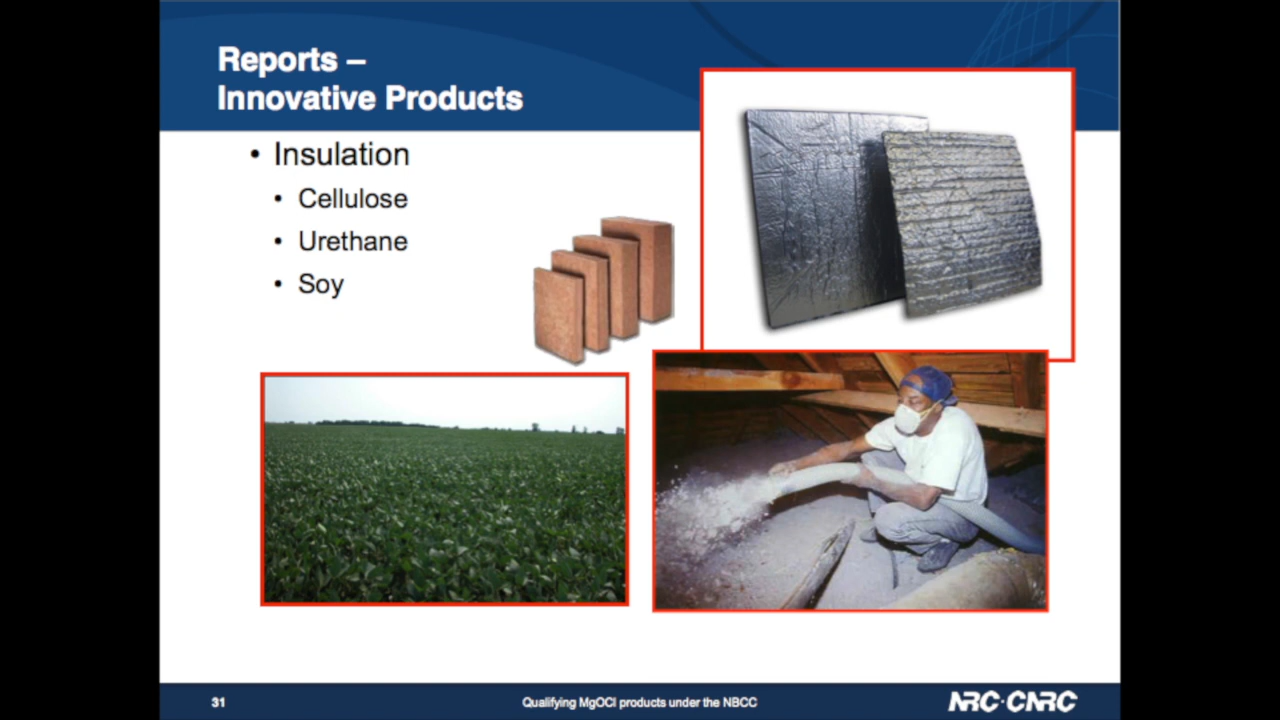 Reports –
Innovative Products
• Insulation
• Cellulose
• Urethane
• Soy
31
Qualifying MgOCl products under the NBCC
NRC·CNRC